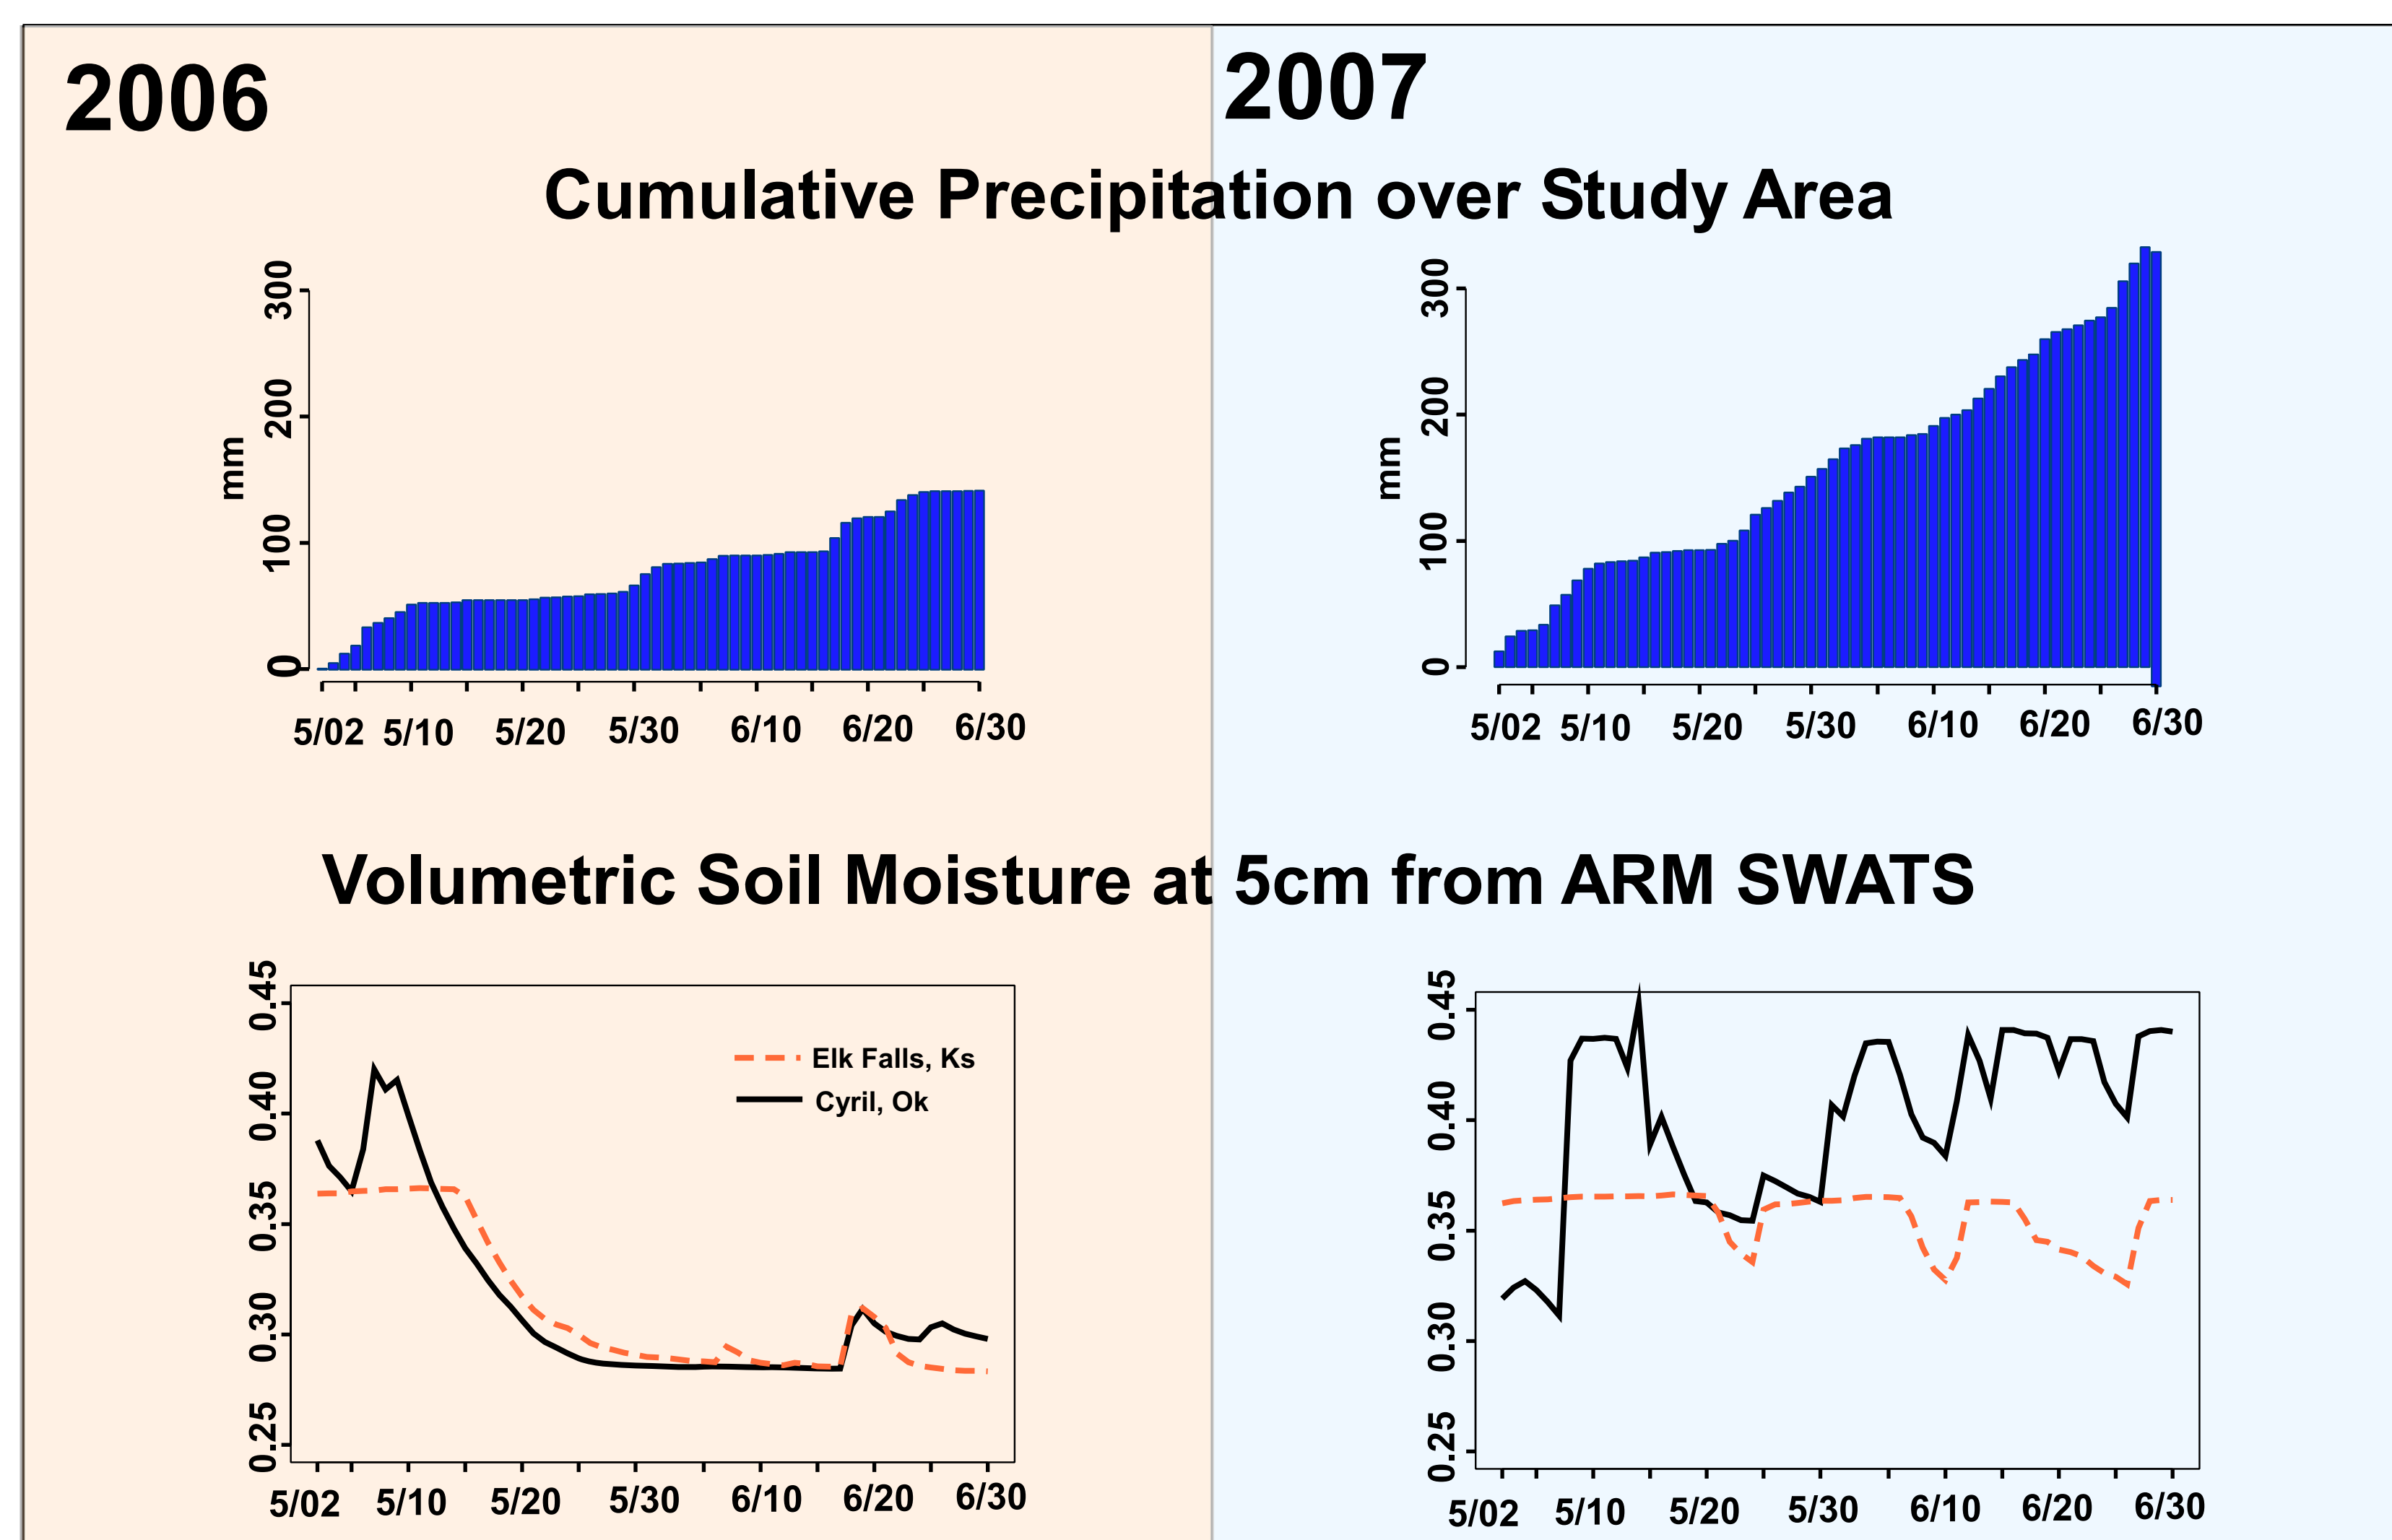 2006
2007
Cumulative Precipitation over Study Area
mm
300
200
100
0
5/02 5/10 5/20 5/30 6/10 6/20 6/30
mm
300
200
100
0
5/02 5/10 5/20 5/30 6/10 6/20 6/30
Volumetric Soil Moisture at 5cm from ARM SWATS
0.45
0.40
0.35
0.30
0.25
Elk Falls, Ks
Cyril, Ok
5/02 5/10 5/20 5/30 6/10 6/20 6/30
0.45
0.40
0.35
0.30
0.25
5/02 5/10 5/20 5/30 6/10 6/20 6/30